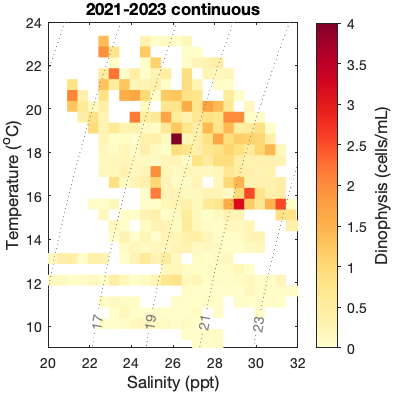 2021-2023 continuous
24
22
20
18
16
14
12
10
Temperature (°C)
20 22 24 26 28 30 32
Salinity (ppt)
17 19 21 23
4
3.5
3
2.5
2
1.5
1
0.5
0
Dinophysis (cells/mL)